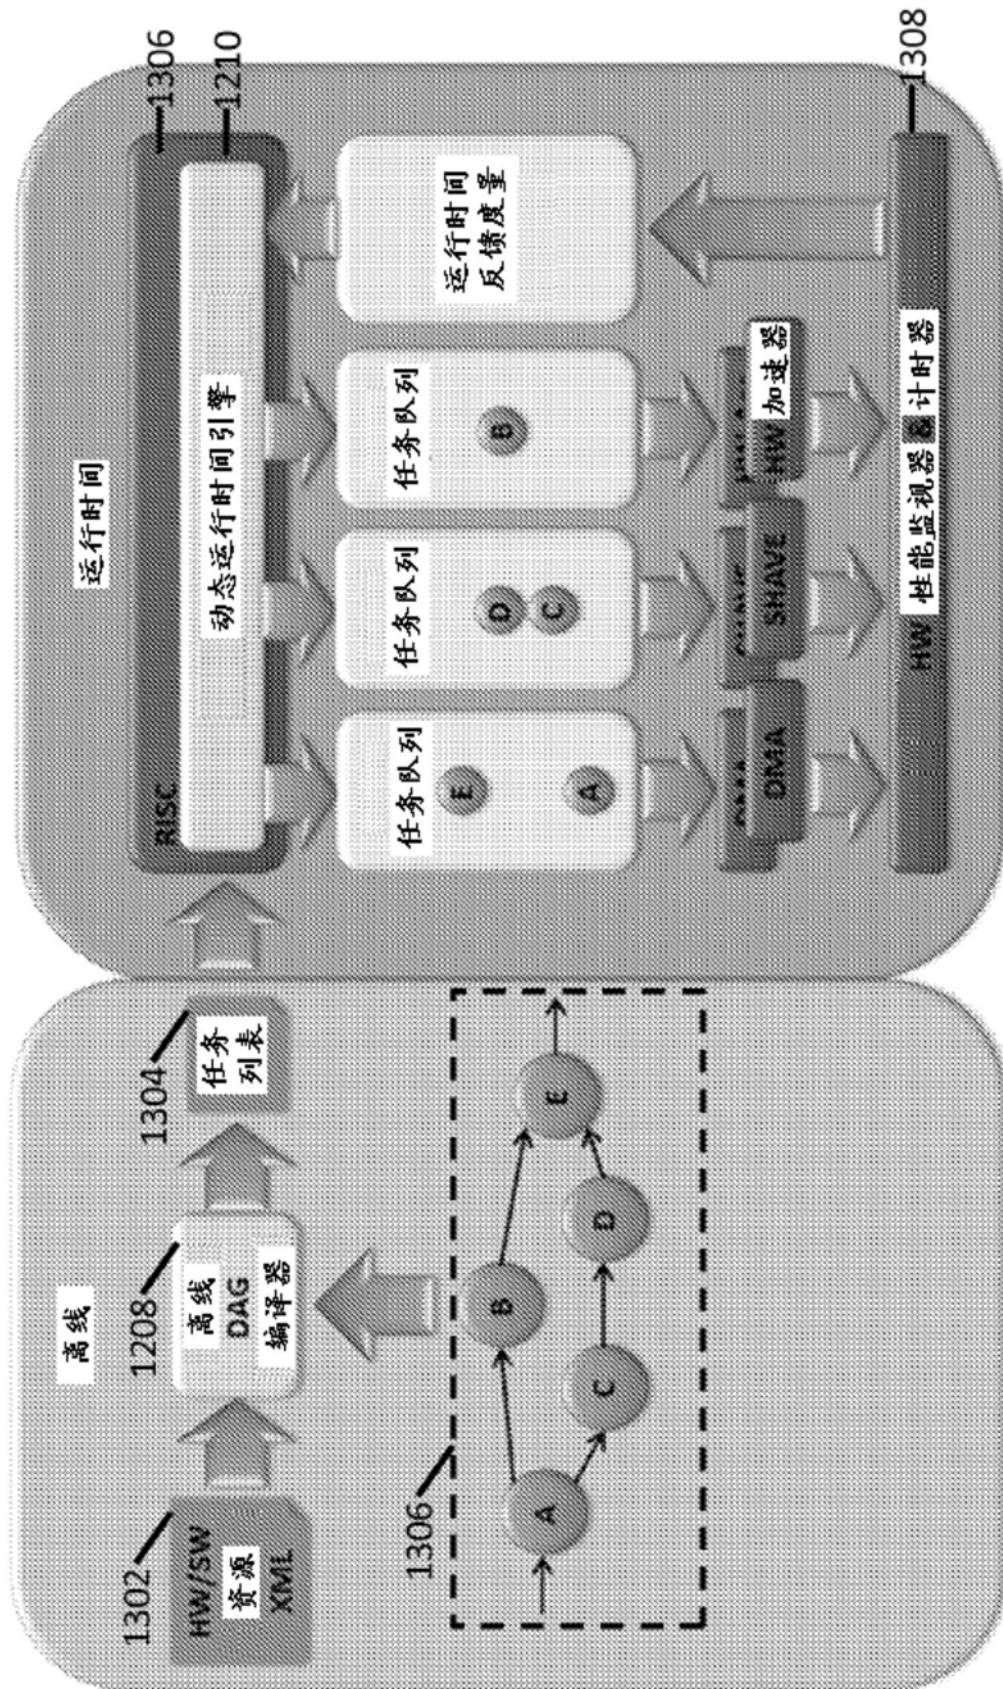 离线
1302
HW/SW
资源
XML
1208
离线
DAG
编译器
1304
任务
列表
1306
A
B
C
D
E
运行时间
1306
1210
RISC
动态运行时间引擎
任务队列
E
A
任务队列
D
C
任务队列
B
运行时间
反馈度量
DMA
SHAVE
HW 加速器
HW 性能监视器 & 计时器
1308